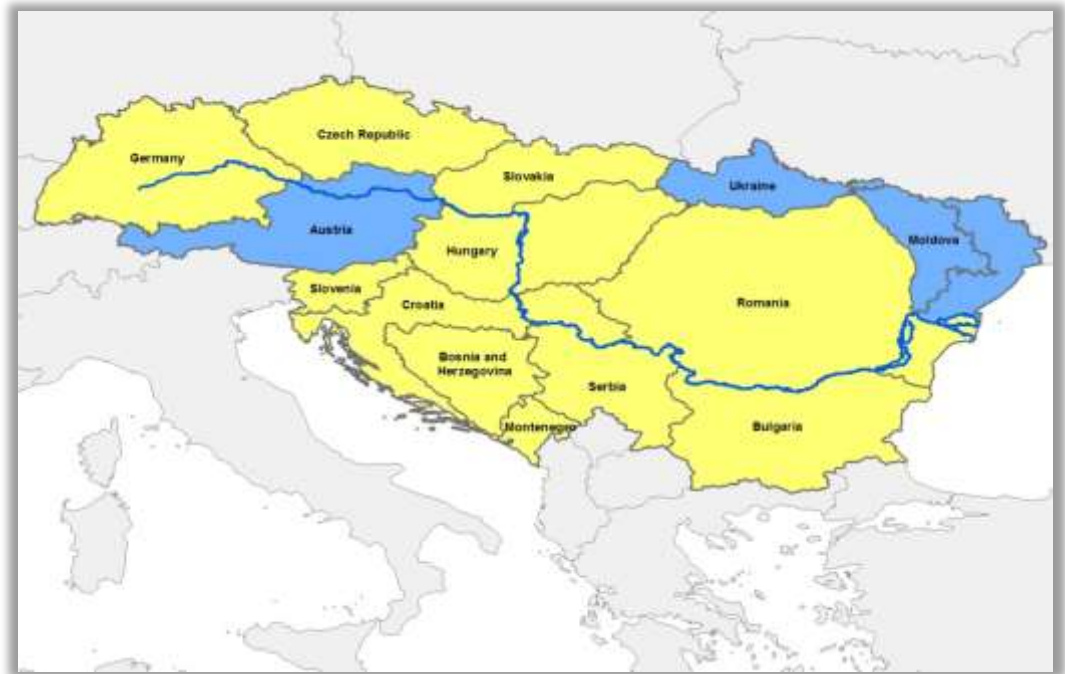 Czech Republic
Germany
Slovakia
Ukraine
Austria
Moldova
Hungary
Slovenia
Croatia
Romania
Bosnia and
Herzegovina
Serbia
Montenegro
Bulgaria